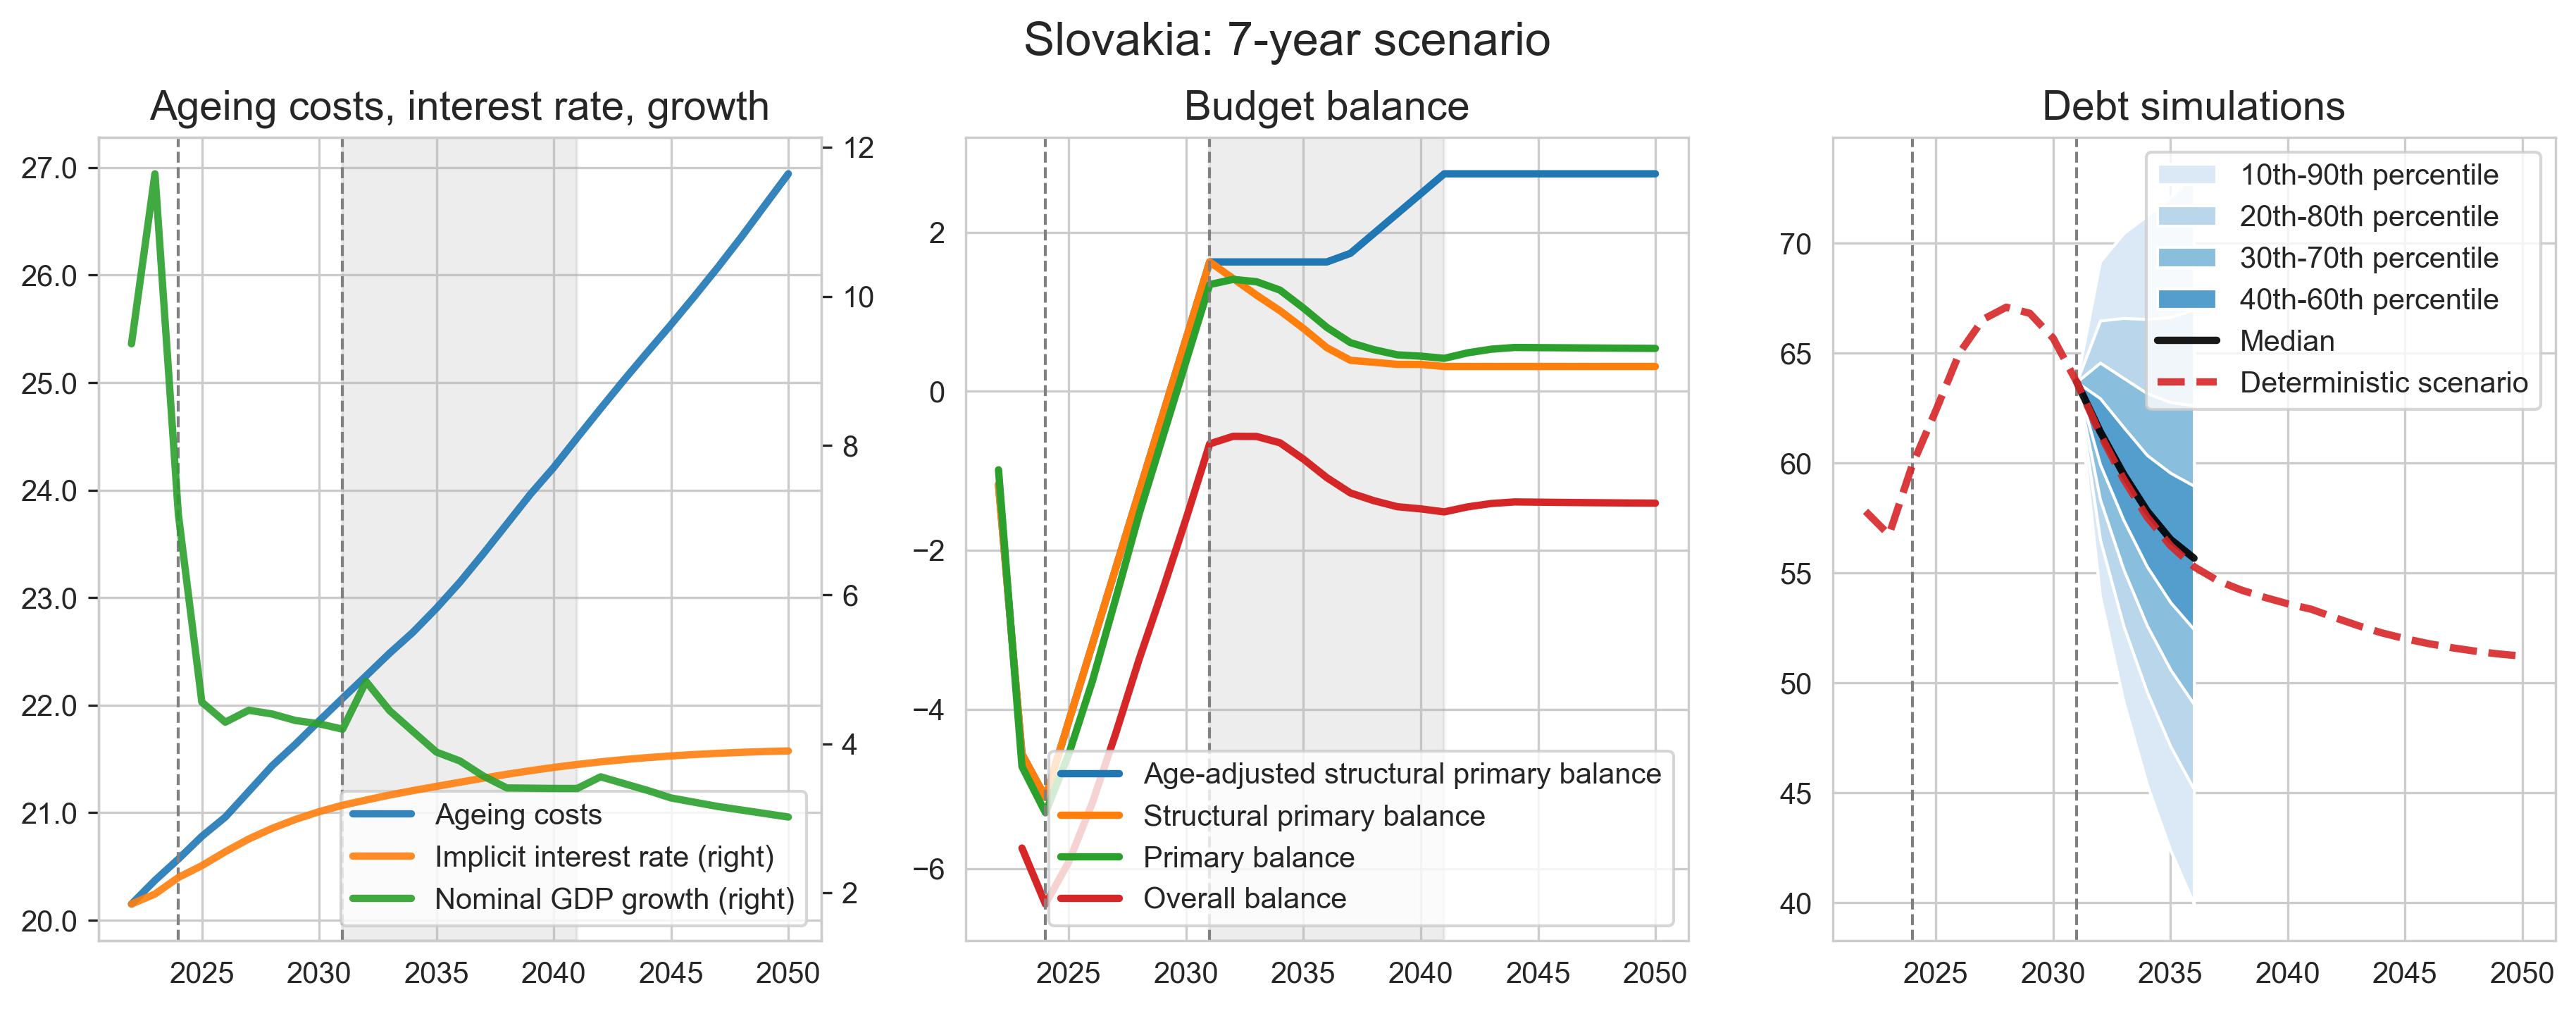 Slovakia: 7-year scenario
Ageing costs, interest rate, growth
27.0
26.0
25.0
24.0
23.0
22.0
21.0
20.0
12
10
8
6
4
2
Ageing costs
Implicit interest rate (right)
Nominal GDP growth (right)
2025 2030 2035 2040 2045 2050
Budget balance
2
0
−2
−4
−6
Age-adjusted structural primary balance
Structural primary balance
Primary balance
Overall balance
2025 2030 2035 2040 2045 2050
Debt simulations
70
65
60
55
50
45
40
10th-90th percentile
20th-80th percentile
30th-70th percentile
40th-60th percentile
Median
Deterministic scenario
2025 2030 2035 2040 2045 2050